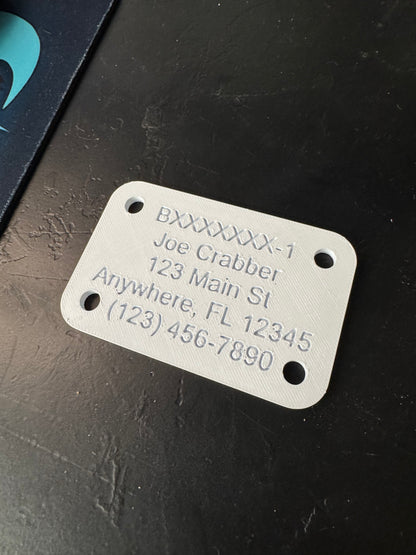 BXXXXXXX-1
Joe Crabber
123 Main St
Anywhere, FL 12345
(123) 456-7890